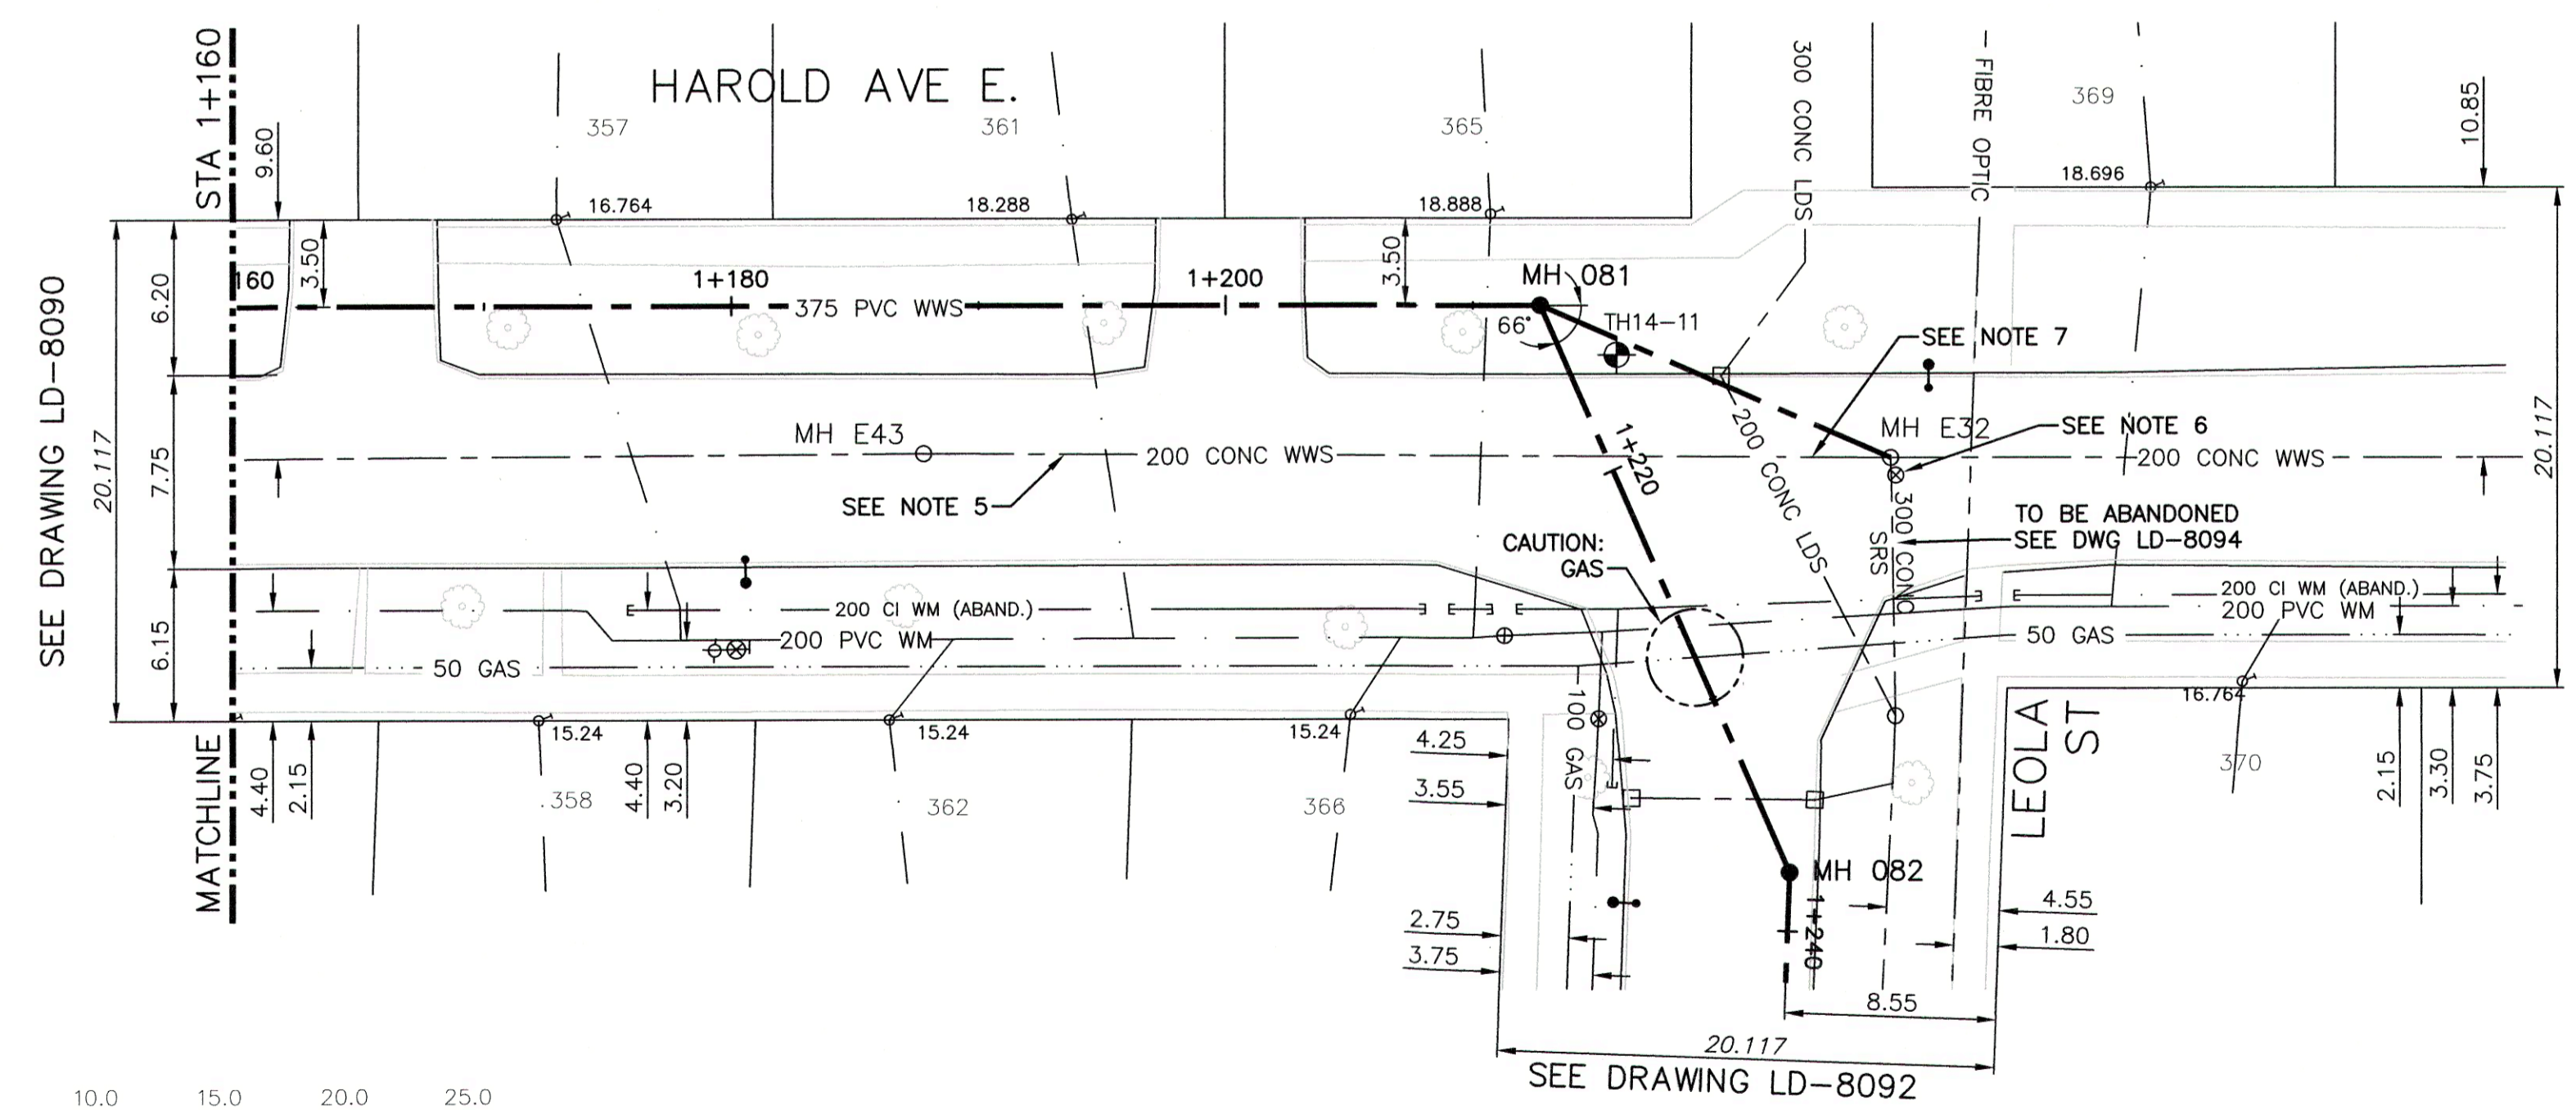 HAROLD AVE E.
STA 1+160
MATCHLINE
SEE DRAWING LD-8090
9.60
357
361
365
300 CONC LDS
FIBRE OPTIC
369
10.85
16.764
18.288
18.888
18.696
20.117
6.20
7.75
6.15
3.50
160
1+180
1+200
375 PVC WWS
3.50
MH 081
66°
TH14-11
SEE NOTE 7
MH E43
200 CONC WWS
SEE NOTE 5
1+220
200 CONC LDS
MH E32
SEE NOTE 6
200 CONC WWS
20.117
300 CONC
SRS
TO BE ABANDONED
SEE DWG LD-8094
CAUTION:
GAS
200 CI WM (ABAND.)
200 PVC WM
50 GAS
200 CI WM (ABAND.)
200 PVC WM
50 GAS
100 GAS
15.24
15.24
15.24
16.764
4.40
2.15
358
4.40
3.20
362
366
4.25
3.55
2.75
3.75
LEOLA
ST
370
2.15
3.30
3.75
MH 082
1+240
4.55
1.80
8.55
20.117
SEE DRAWING LD-8092
10.0 15.0 20.0 25.0